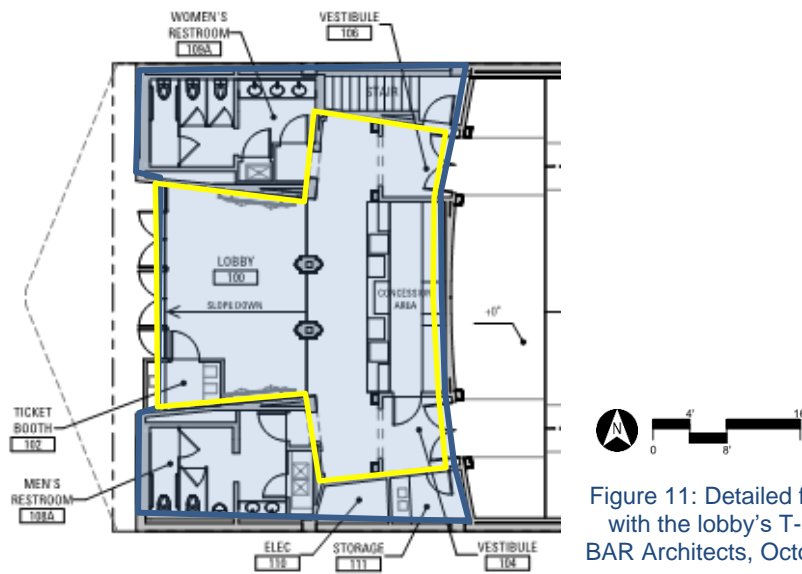 WOMEN'S
RESTROOM
109A
VESTIBULE
106
STAIR
LOBBY
100
SLOPE DOWN
CONCESSION
AREA
+0"
TICKET
BOOTH
102
MEN'S
RESTROOM
108A
ELEC
110
STORAGE
111
VESTIBULE
104
N
0
4'
8'
16
Figure 11: Detailed f
with the lobby's T-
BAR Architects, Octo